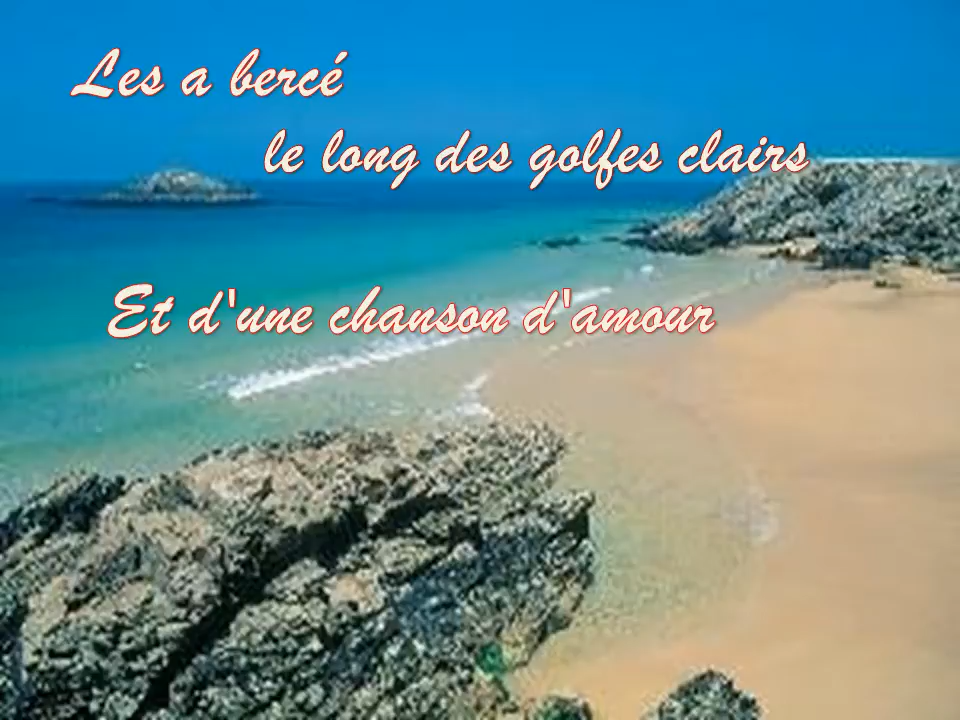 Les a bercé
le long des golfes clairs
Et d'une chanson d'amour